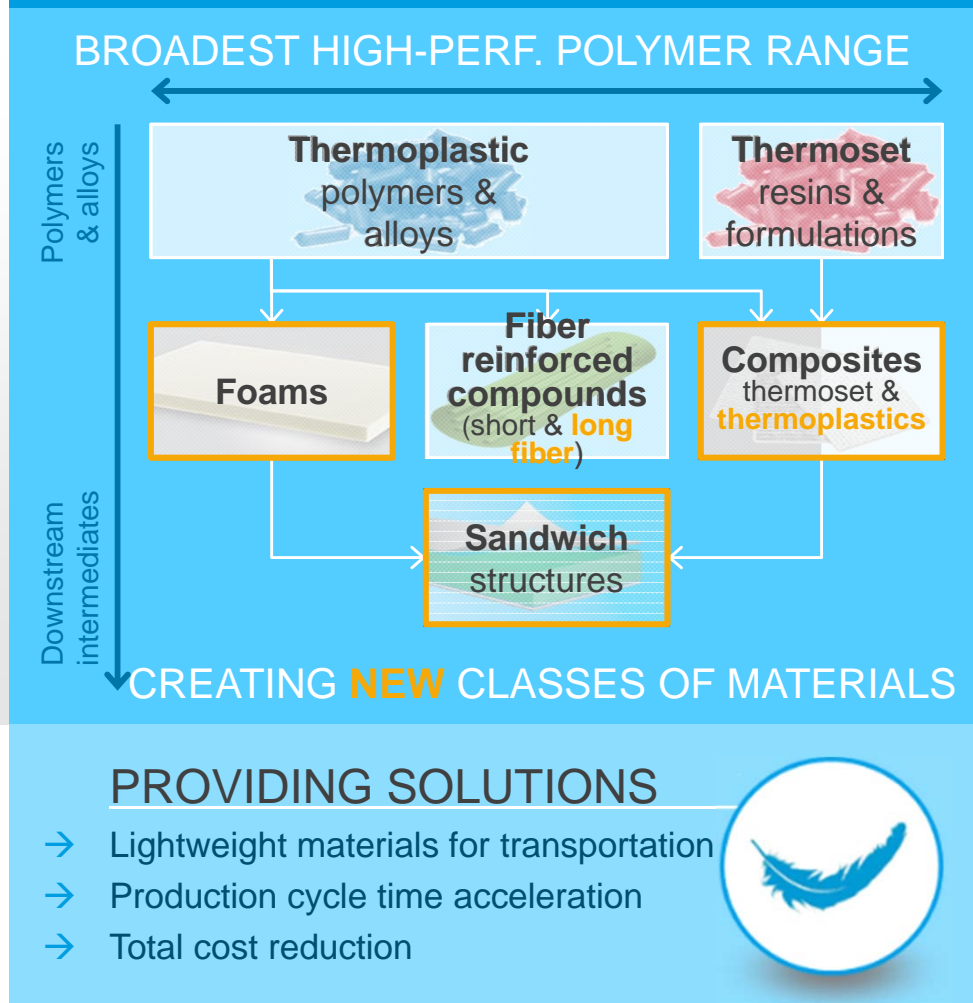 BROADEST HIGH-PERF. POLYMER RANGE
Polymers
& alloys
Thermoplastic
polymers &
alloys
Thermoset
resins &
formulations
Foams
Fiber
reinforced
compounds
(short & long
fiber)
Composites
thermoset &
thermoplastics
Downstream
intermediates
Sandwich
structures
CREATING NEW CLASSES OF MATERIALS
PROVIDING SOLUTIONS
→ Lightweight materials for transportation
→ Production cycle time acceleration
→ Total cost reduction